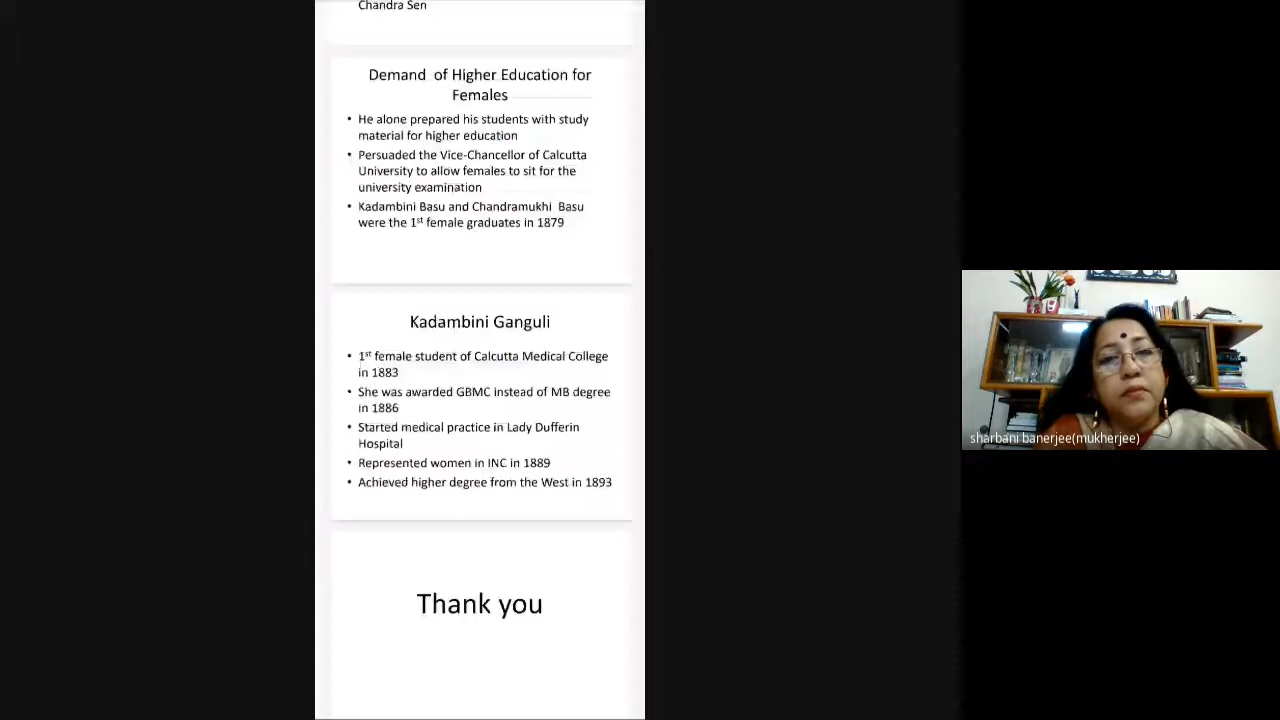 Chandra Sen
Demand of Higher Education for
Females
• He alone prepared his students with study
material for higher education
• Persuaded the Vice-Chancellor of Calcutta
University to allow females to sit for the
university examination
• Kadambini Basu and Chandramukhi Basu
were the 1st female graduates in 1879
Kadambini Ganguli
• 1st female student of Calcutta Medical College
in 1883
• She was awarded GBMC instead of MB degree
in 1886
• Started medical practice in Lady Dufferin
Hospital
• Represented women in INC in 1889
• Achieved higher degree from the West in 1893
Thank you
sharbani banerjee(mukherjee)